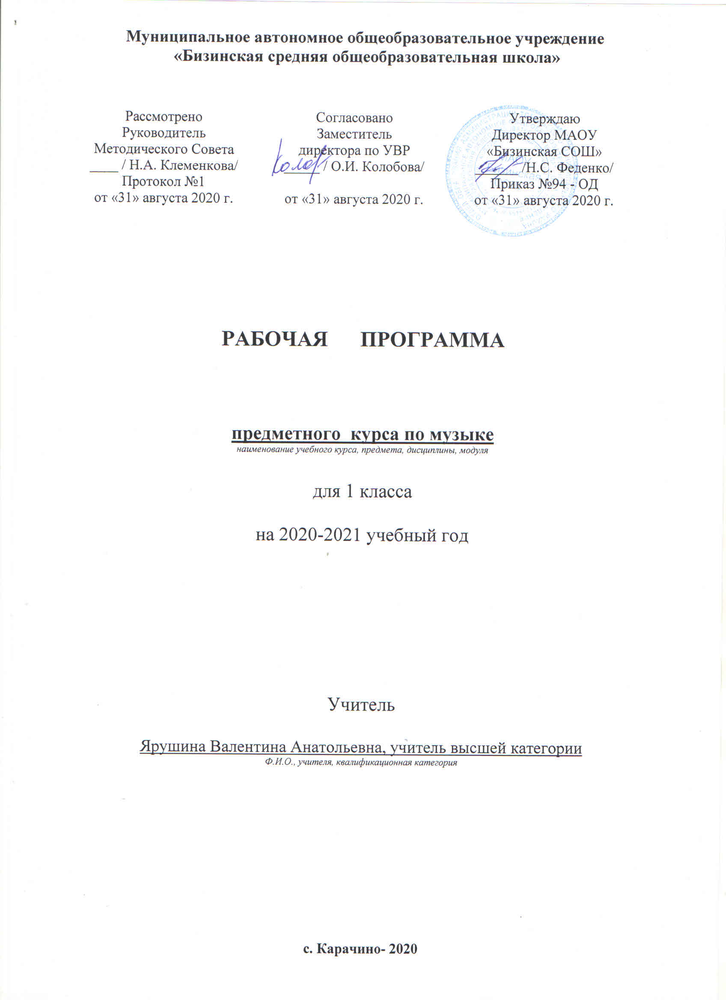 Муниципальное автономное общеобразовательное учреждение
«Бизинская средняя общеобразовательная школа»
Рассмотрено
Руководитель
Методического Совета
____ / Н.А. Клеменкова/
Протокол №1
от «31» августа 2020 г.
Согласовано
Заместитель
директора по УВР
_____/ О.И. Колобова/
от «31» августа 2020 г.
Утверждаю
Директор МАОУ
«Бизинская СОШ»
______/Н.С. Феденко/
Приказ №94 - ОД
от «31» августа 2020 г.
РАБОЧАЯ ПРОГРАММА
предметного курса по музыке
наименование учебного курса, предмета, дисциплины, модуля
для 1 класса
на 2020-2021 учебный год
Учитель
Ярушина Валентина Анатольевна, учитель высшей категории
Ф.И.О., учителя, квалификационная категория
с. Карачино- 2020